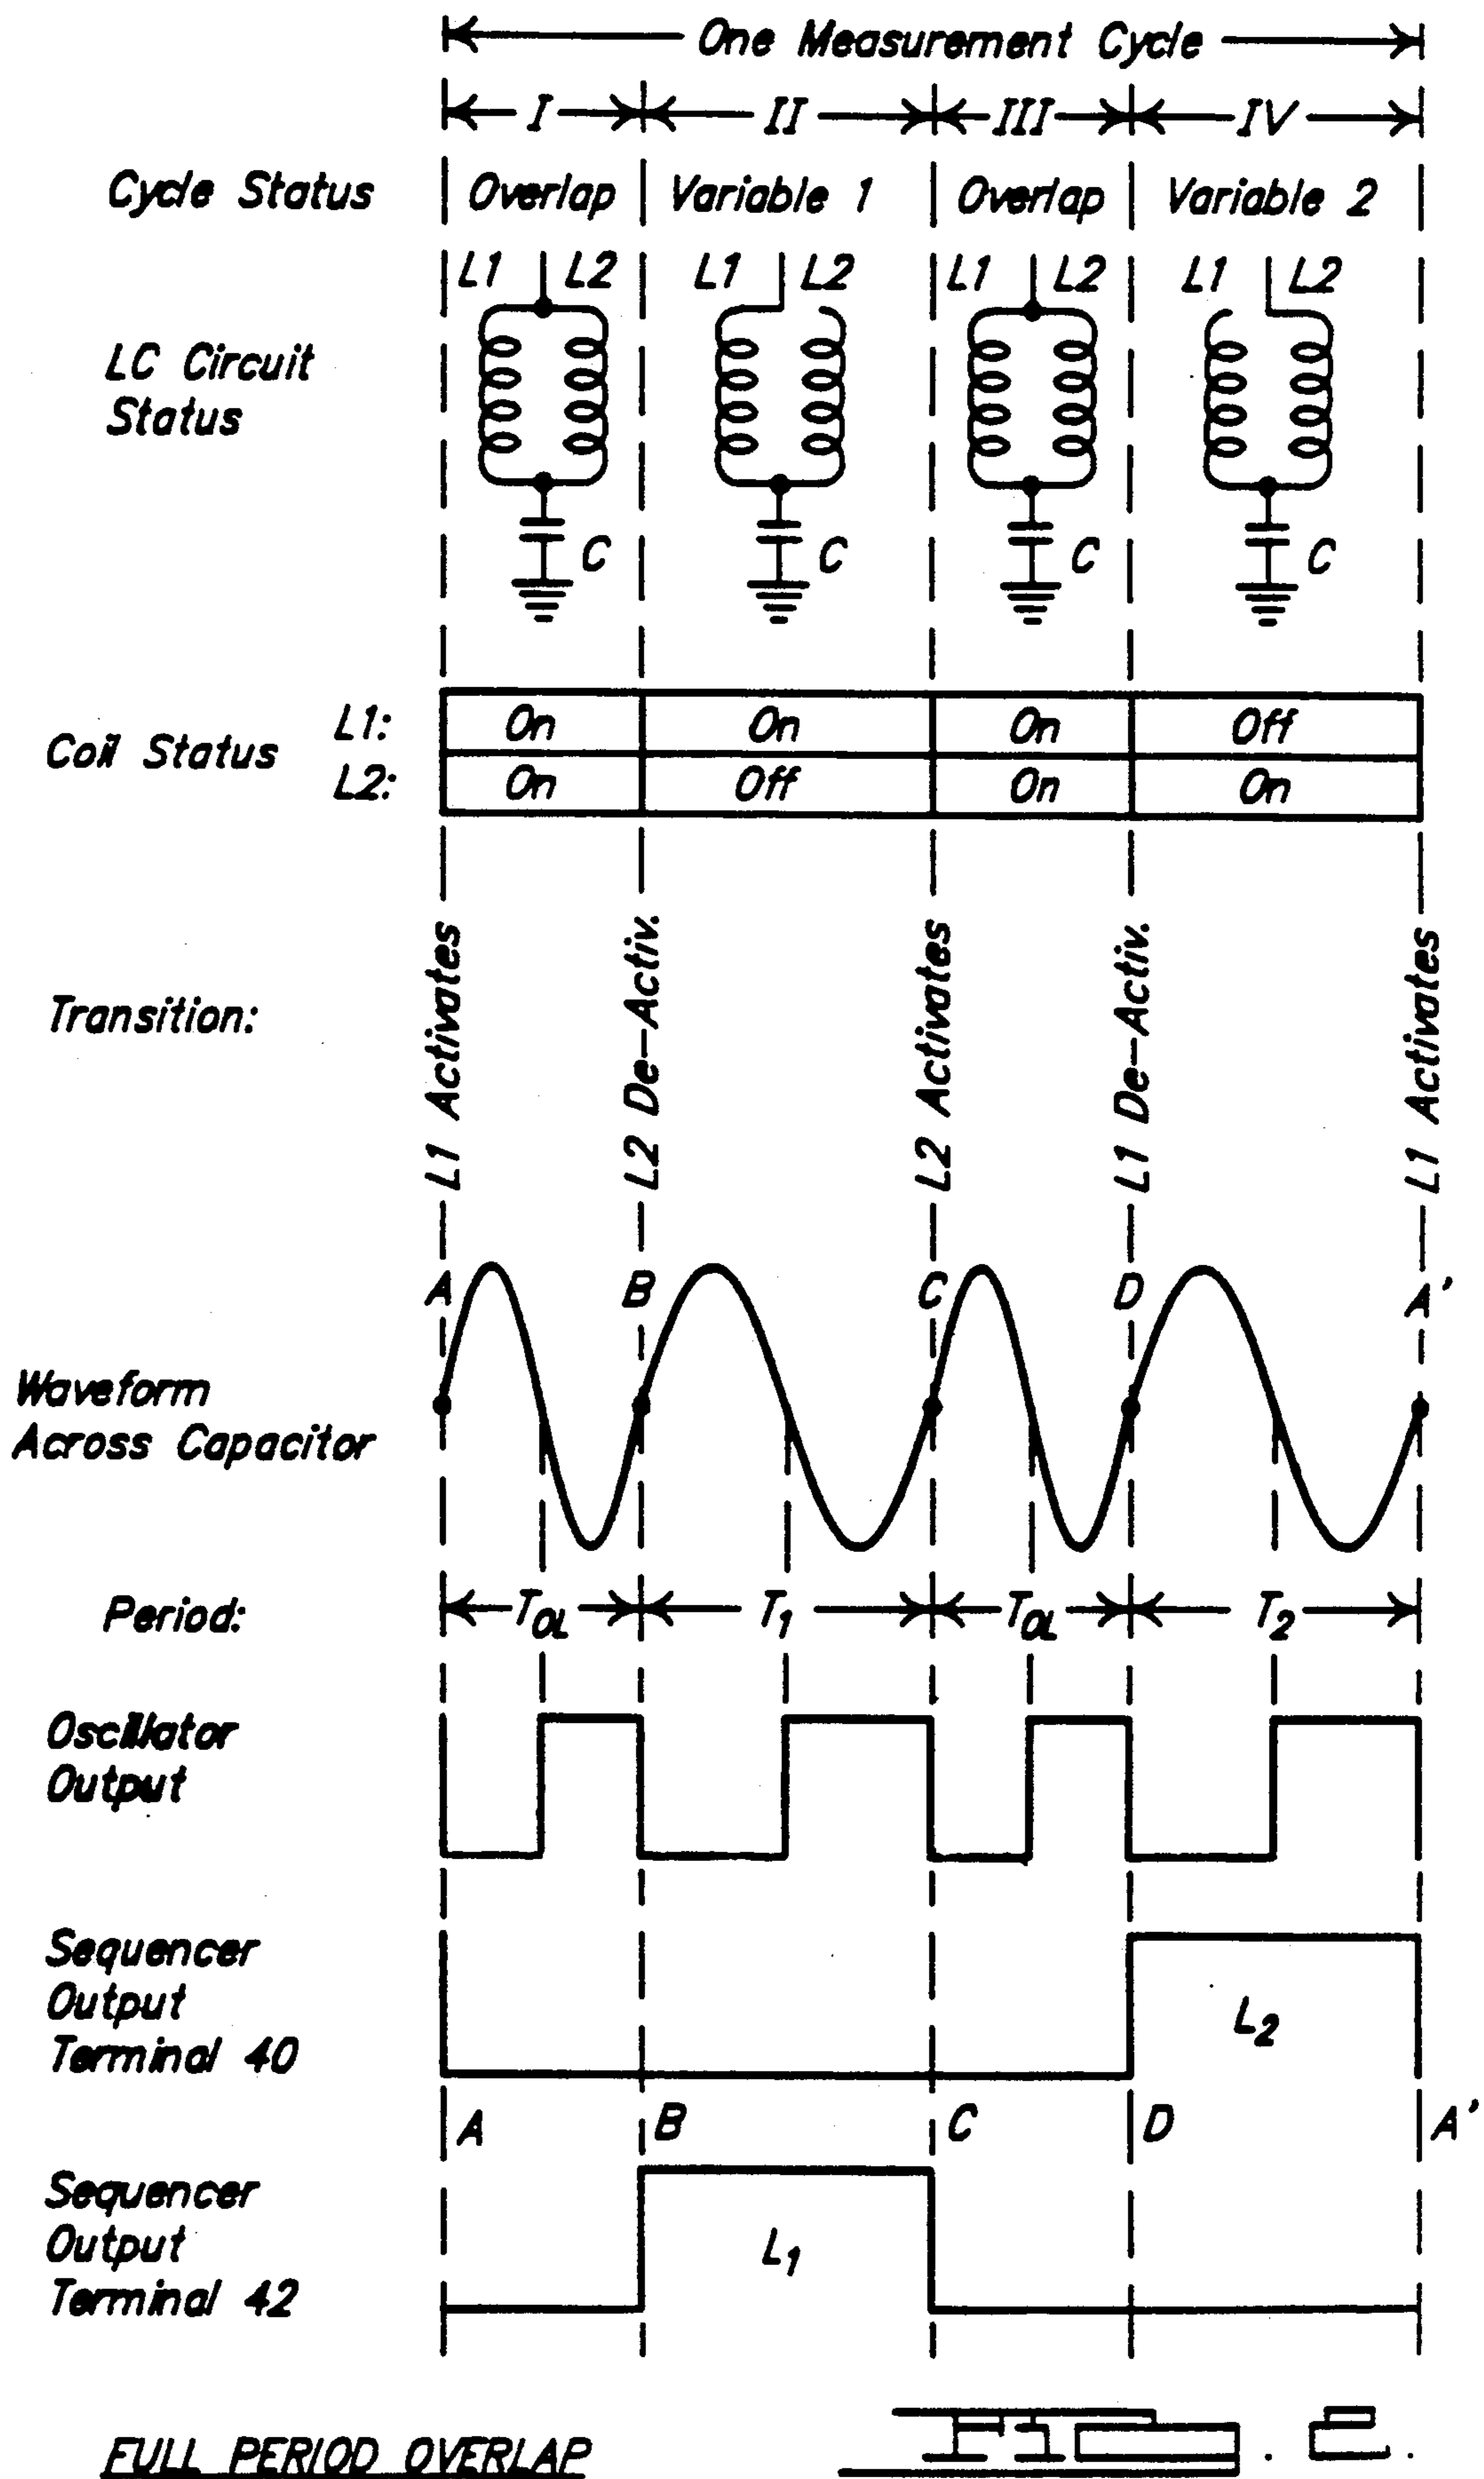 One Measurement Cycle
I II III IV
Cycle Status Overlap Variable 1 Overlap Variable 2
L1 L2 L1 L2 L1 L2 L1 L2
LC Circuit
Status
C C C C
Coil Status
L1: On On On Off
L2: On Off On On
Transition:
L1 Activates
L2 De-Activ.
L2 Activates
L1 De-Activ.
L1 Activates
A B C D A'
Waveform
Across Capacitor
Period: TOL T1 TOL T2
Oscillator
Output
Sequencer
Output
Terminal 40
L2
A B C D A'
Sequencer
Output
Terminal 42
L1
FULL PERIOD OVERLAP
FIG. 2.